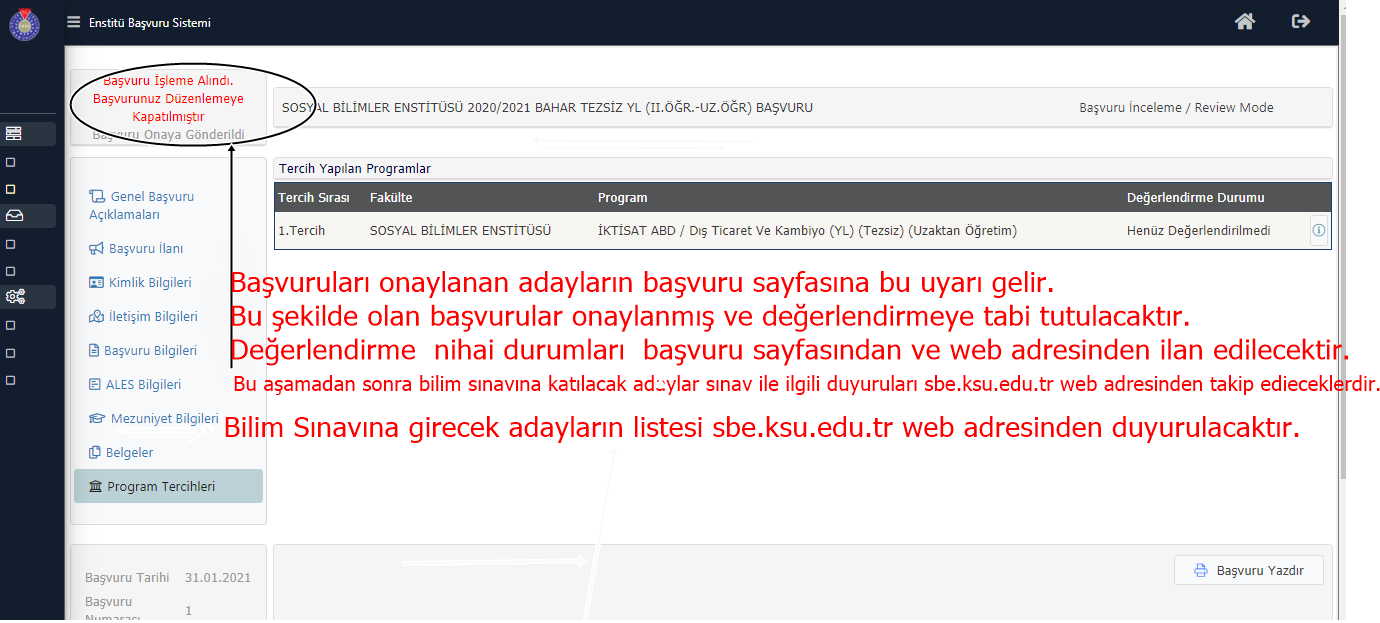 Enstitü Başvuru Sistemi
Başvuru İşleme Alındı.
Başvurunuz Düzenlemeye
Kapatılmıştır
Başvuru Onaya Gönderildi
SOSYAL BİLİMLER ENSTİTÜSÜ 2020/2021 BAHAR TEZSİZ YL (II.ÖĞR.-UZ.ÖĞR) BAŞVURU
Başvuru İnceleme / Review Mode
Tercih Yapılan Programlar
Tercih Sırası Fakülte Program Değerlendirme Durumu
1.Tercih SOSYAL BİLİMLER ENSTİTÜSÜ İKTİSAT ABD / Dış Ticaret Ve Kambiyo (YL) (Tezsiz) (Uzaktan Öğretim) Henüz Değerlendirilmedi
Genel Başvuru
Açıklamaları
Başvuru İlanı
Kimlik Bilgileri
İletişim Bilgileri
Başvuru Bilgileri
ALES Bilgileri
Mezuniyet Bilgileri
Belgeler
Program Tercihleri
Başvuruları onaylanan adayların başvuru sayfasına bu uyarı gelir.
Bu şekilde olan başvurular onaylanmış ve değerlendirmeye tabi tutulacaktır.
Değerlendirme nihai durumları başvuru sayfasından ve web adresinden ilan edilecektir.
Bu aşamadan sonra bilim sınavına katılacak adaylar sınav ile ilgili duyuruları sbe.ksu.edu.tr web adresinden takip edieceklerdir.
Bilim Sınavına girecek adayların listesi sbe.ksu.edu.tr web adresinden duyurulacaktır.
Başvuru Tarihi 31.01.2021
Başvuru
Numarası 1
Başvuru Yazdır